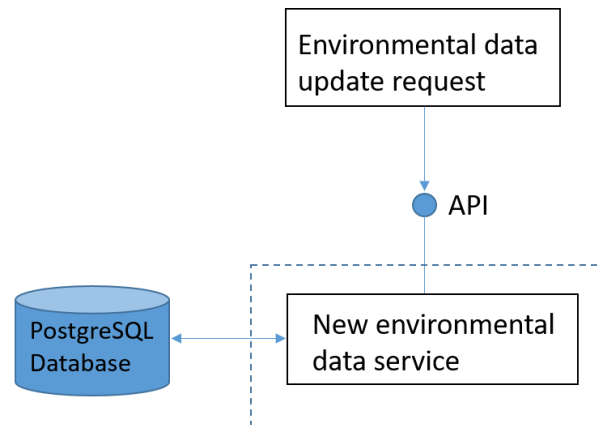 Environmental data
update request
API
New environmental
data service
PostgreSQL
Database